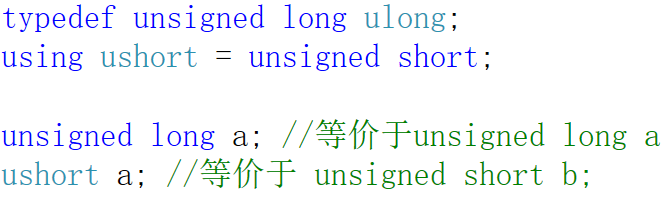 typedef unsigned long ulong;
using ushort = unsigned short;
unsigned long a; //等价于unsigned long a
ushort a; //等价于 unsigned short b;